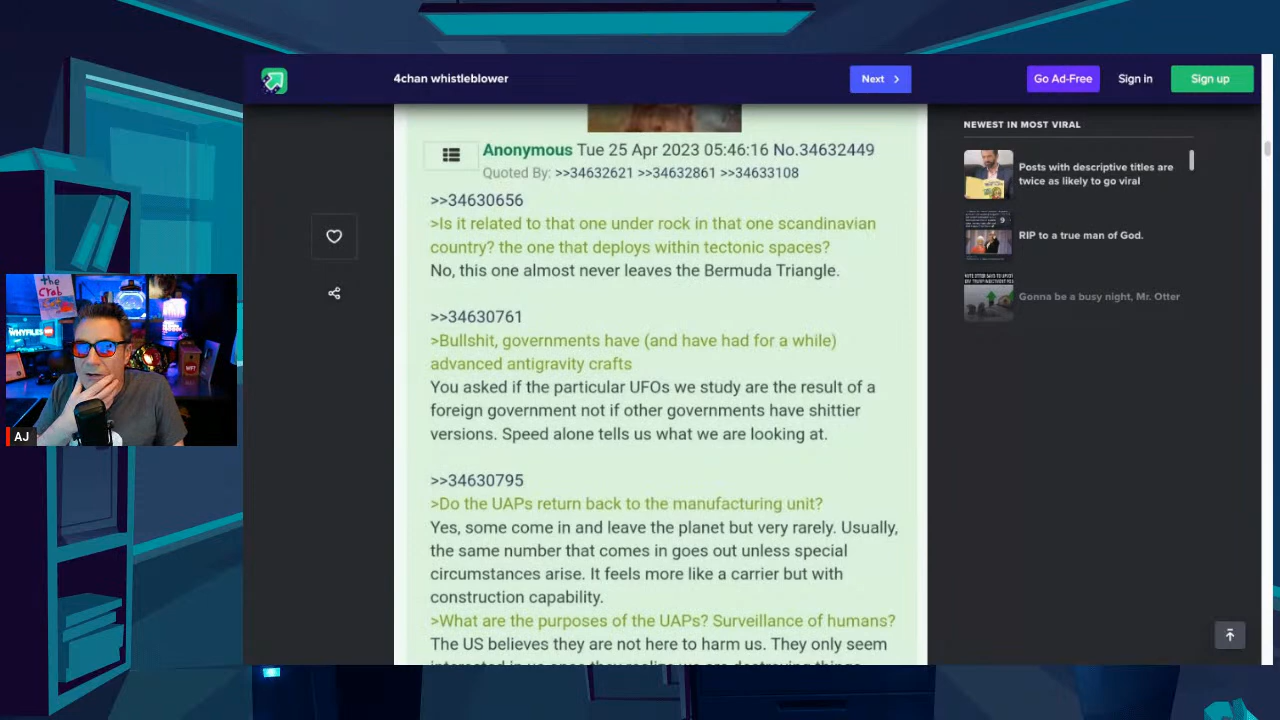 4chan whistleblower
Next
Go Ad-Free
Sign in
Sign up
Anonymous Tue 25 Apr 2023 05:46:16 No.34632449
Quoted By: >>34632621 >>34632861 >>34633108
>>34630656
>Is it related to that one under rock in that one scandinavian
country? the one that deploys within tectonic spaces?
No, this one almost never leaves the Bermuda Triangle.
>>34630761
>Bullshit, governments have (and have had for a while)
advanced antigravity crafts
You asked if the particular UFOs we study are the result of a
foreign government not if other governments have shittier
versions. Speed alone tells us what we are looking at.
>>34630795
>Do the UAPs return back to the manufacturing unit?
Yes, some come in and leave the planet but very rarely. Usually,
the same number that comes in goes out unless special
circumstances arise. It feels more like a carrier but with
construction capability.
>What are the purposes of the UAPs? Surveillance of humans?
The US believes they are not here to harm us. They only seem
NEWEST IN MOST VIRAL
Posts with descriptive titles are
twice as likely to go viral
RIP to a true man of God.
Gonna be a busy night, Mr. Otter
the
Crab
WHYFILES
AJ